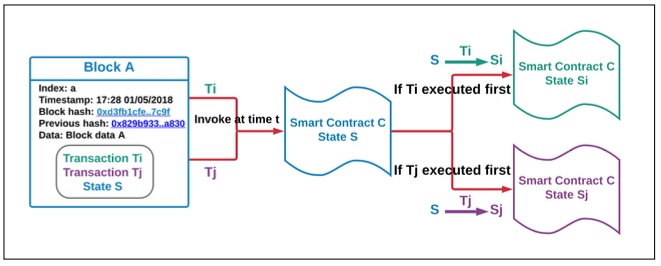 Block A
Index: a
Timestamp: 17:28 01/05/2018
Block hash: 0xd3fb1cfe..7c9f
Previous hash: 0x829b933..a830
Data: Block data A
Transaction Ti
Transaction Tj
State S
Ti
Invoke at time t
Tj
Smart Contract C
State S
S Ti Si
If Ti executed first
Smart Contract C
State Si
If Tj executed first
S Tj Sj
Smart Contract C
State Sj